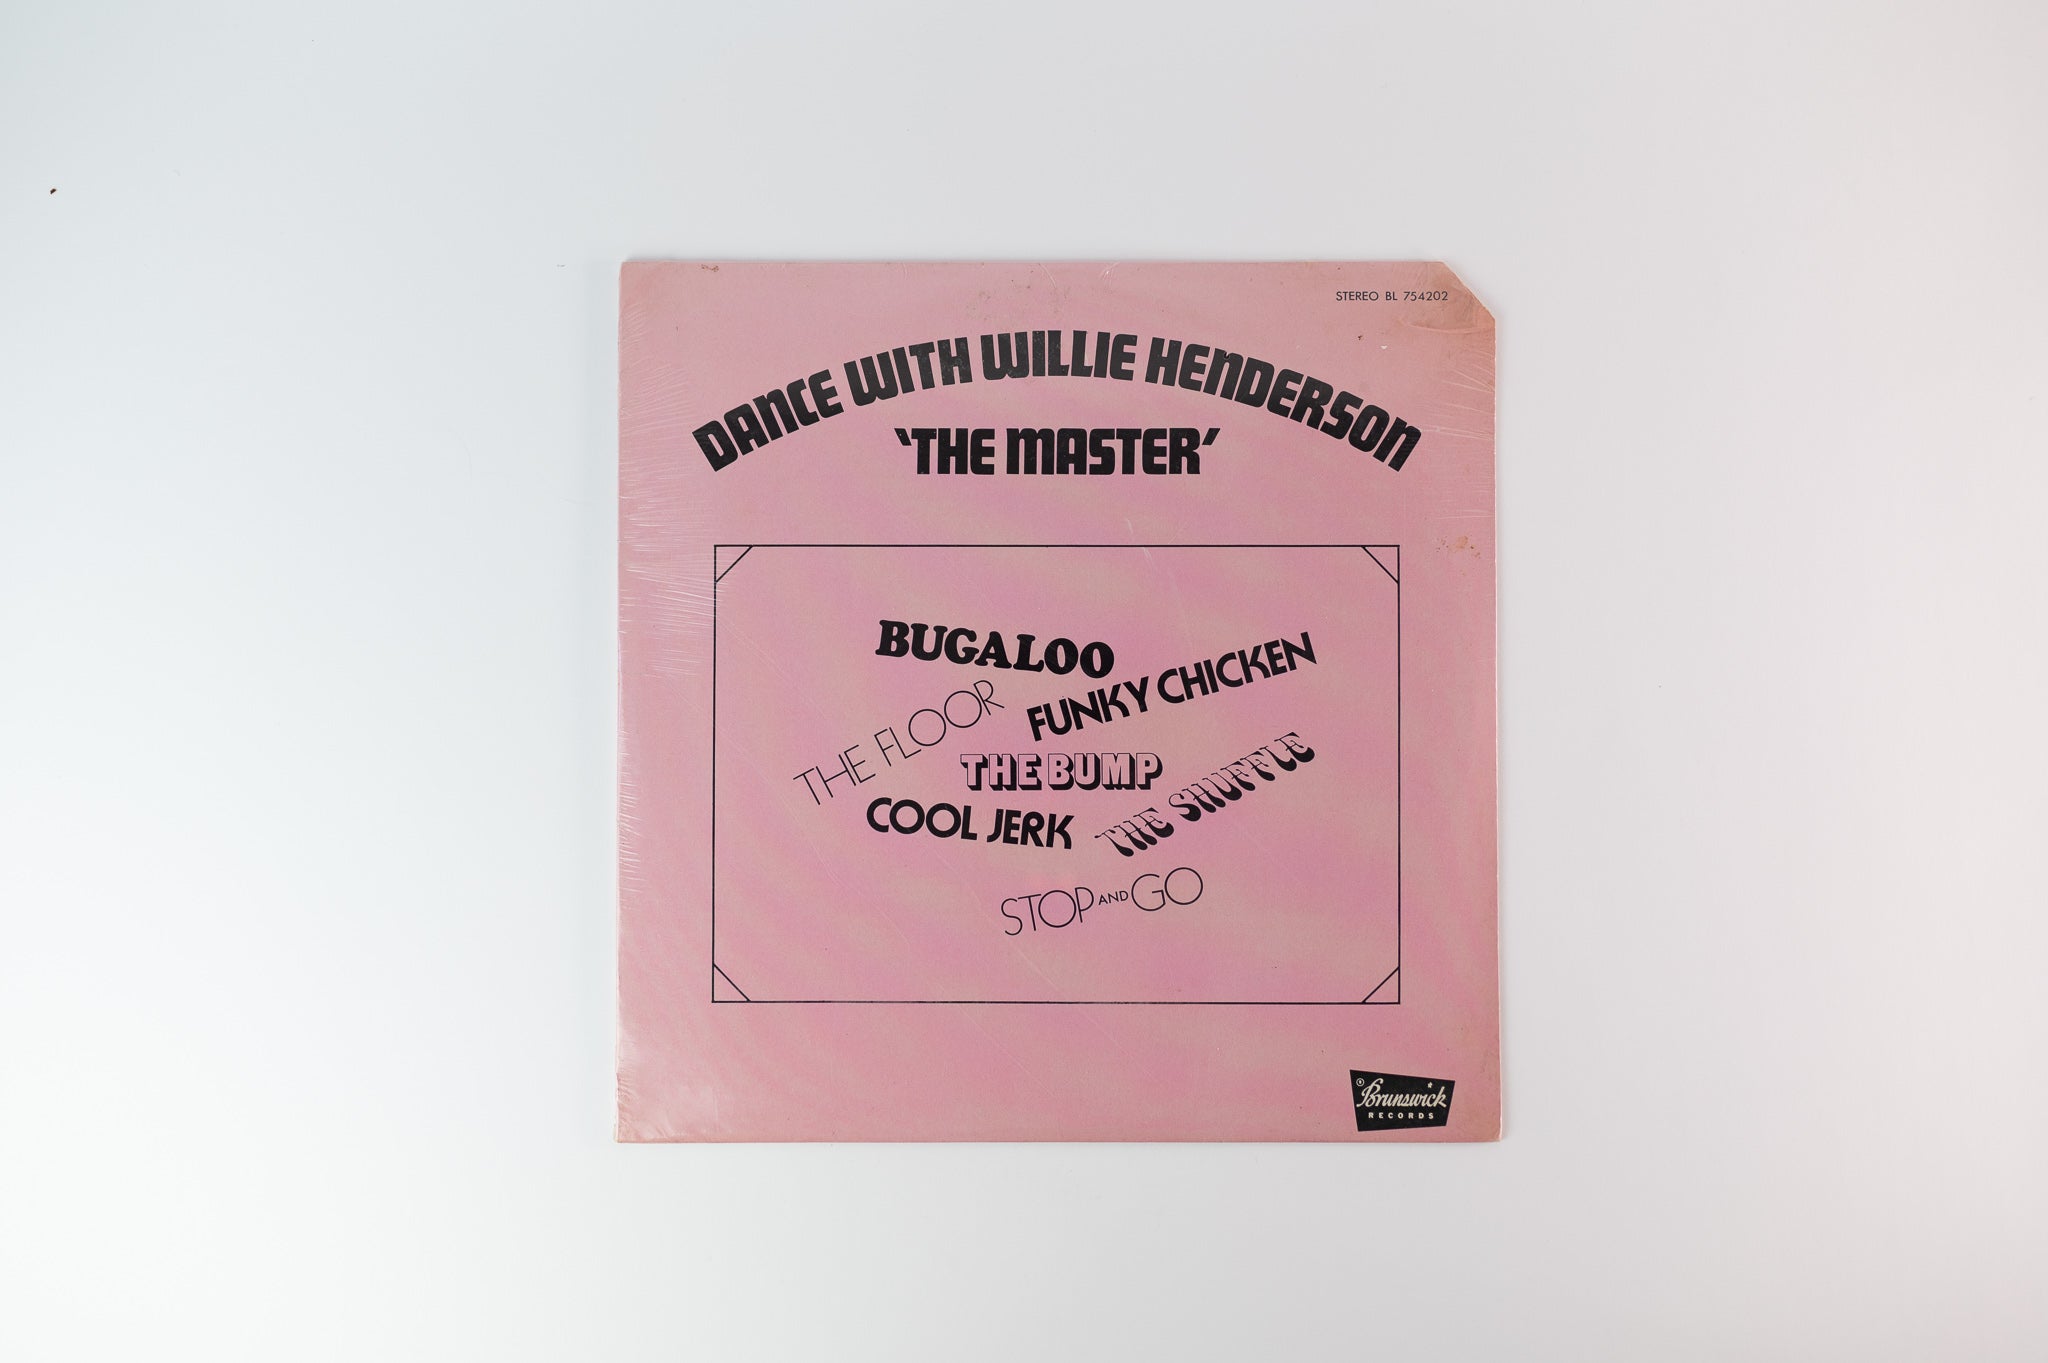 STEREO BL 754202
DANCE WITH WILLIE HENDERSON
'THE MASTER'
BUGALOO
FUNKY CHICKEN
THE FLOOR
THE BUMP
THE SHUFFLE
COOL JERK
STOP AND GO
® Brunswick
RECORDS